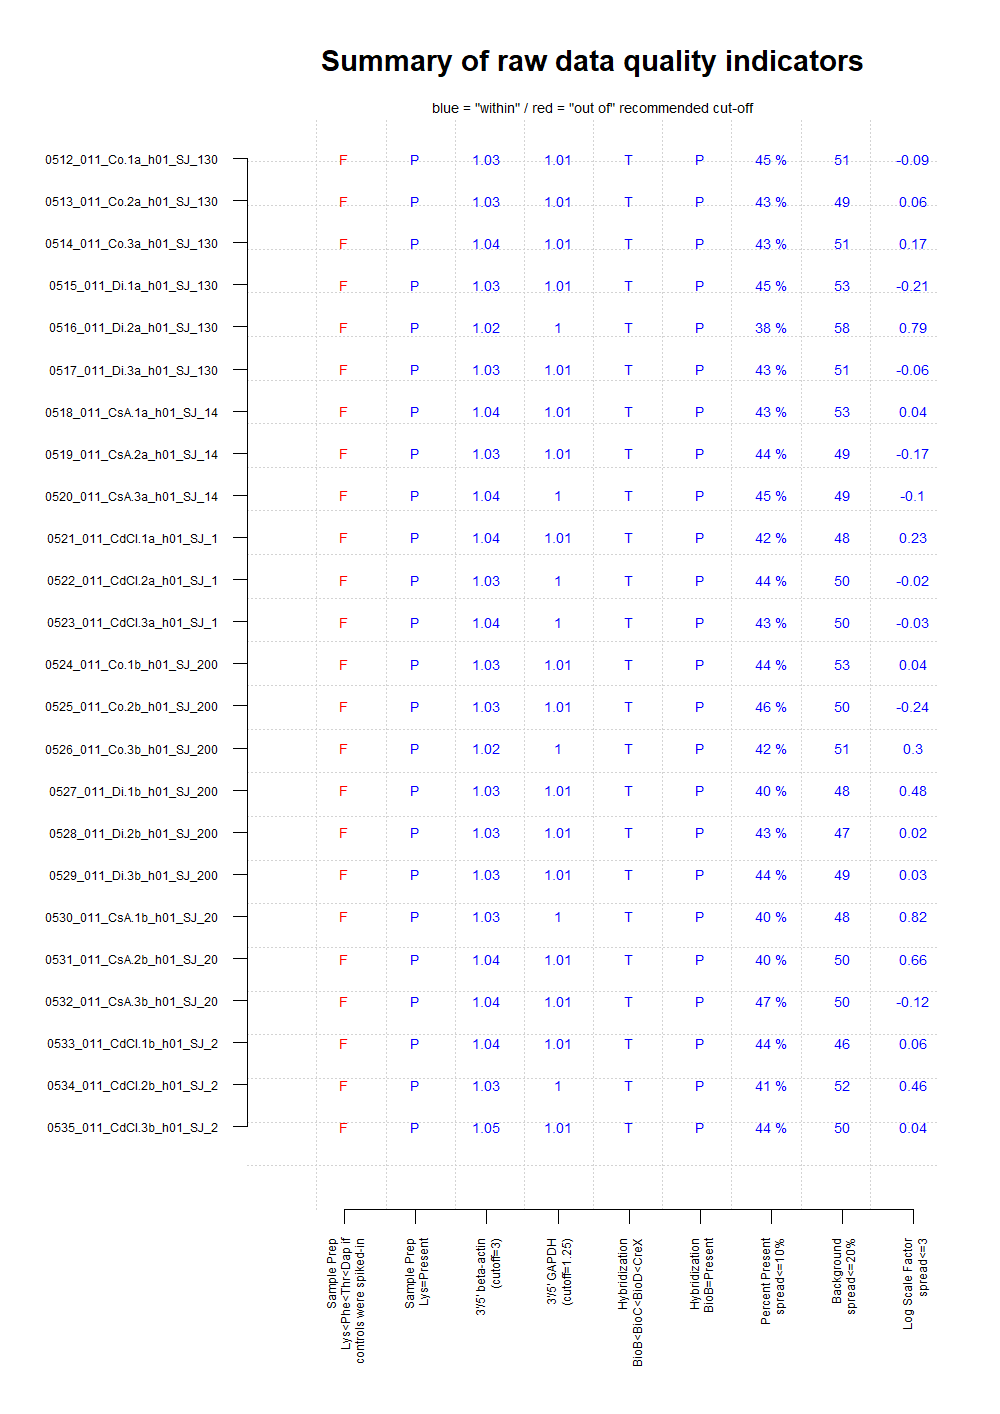 Summary of raw data quality indicators
blue = "within" / red = "out of" recommended cut-off
0512_011_Co.1a_h01_SJ_130 F P 1.03 1.01 T P 45 % 51 -0.09
0513_011_Co.2a_h01_SJ_130 F P 1.03 1.01 T P 43 % 49 0.06
0514_011_Co.3a_h01_SJ_130 F P 1.04 1.01 T P 43 % 51 0.17
0515_011_Di.1a_h01_SJ_130 F P 1.03 1.01 T P 45 % 53 -0.21
0516_011_Di.2a_h01_SJ_130 F P 1.02 1 T P 38 % 58 0.79
0517_011_Di.3a_h01_SJ_130 F P 1.03 1.01 T P 43 % 51 -0.06
0518_011_CsA.1a_h01_SJ_14 F P 1.04 1.01 T P 43 % 53 0.04
0519_011_CsA.2a_h01_SJ_14 F P 1.03 1.01 T P 44 % 49 -0.17
0520_011_CsA.3a_h01_SJ_14 F P 1.04 1 T P 45 % 49 -0.1
0521_011_CdCl.1a_h01_SJ_1 F P 1.04 1.01 T P 42 % 48 0.23
0522_011_CdCl.2a_h01_SJ_1 F P 1.03 1 T P 44 % 50 -0.02
0523_011_CdCl.3a_h01_SJ_1 F P 1.04 1 T P 43 % 50 -0.03
0524_011_Co.1b_h01_SJ_200 F P 1.03 1.01 T P 44 % 53 0.04
0525_011_Co.2b_h01_SJ_200 F P 1.03 1.01 T P 46 % 50 -0.24
0526_011_Co.3b_h01_SJ_200 F P 1.02 1 T P 42 % 51 0.3
0527_011_Di.1b_h01_SJ_200 F P 1.03 1.01 T P 40 % 48 0.48
0528_011_Di.2b_h01_SJ_200 F P 1.03 1.01 T P 43 % 47 0.02
0529_011_Di.3b_h01_SJ_200 F P 1.03 1.01 T P 44 % 49 0.03
0530_011_CsA.1b_h01_SJ_20 F P 1.03 1 T P 40 % 48 0.82
0531_011_CsA.2b_h01_SJ_20 F P 1.04 1.01 T P 40 % 50 0.66
0532_011_CsA.3b_h01_SJ_20 F P 1.04 1.01 T P 47 % 50 -0.12
0533_011_CdCl.1b_h01_SJ_2 F P 1.04 1.01 T P 44 % 46 0.06
0534_011_CdCl.2b_h01_SJ_2 F P 1.03 1 T P 41 % 52 0.46
0535_011_CdCl.3b_h01_SJ_2 F P 1.05 1.01 T P 44 % 50 0.04
Sample Prep
Lys<Phe<Thr<Dap if
controls were spiked-in
Sample Prep
Lys=Present
3'/5' beta-actin
(cutoff=3)
3'/5' GAPDH
(cutoff=1.25)
Hybridization
BioB<BioC<BioD<CreX
Hybridization
BioB=Present
Percent Present
spread<=10%
Background
spread<=20%
Log Scale Factor
spread<=3